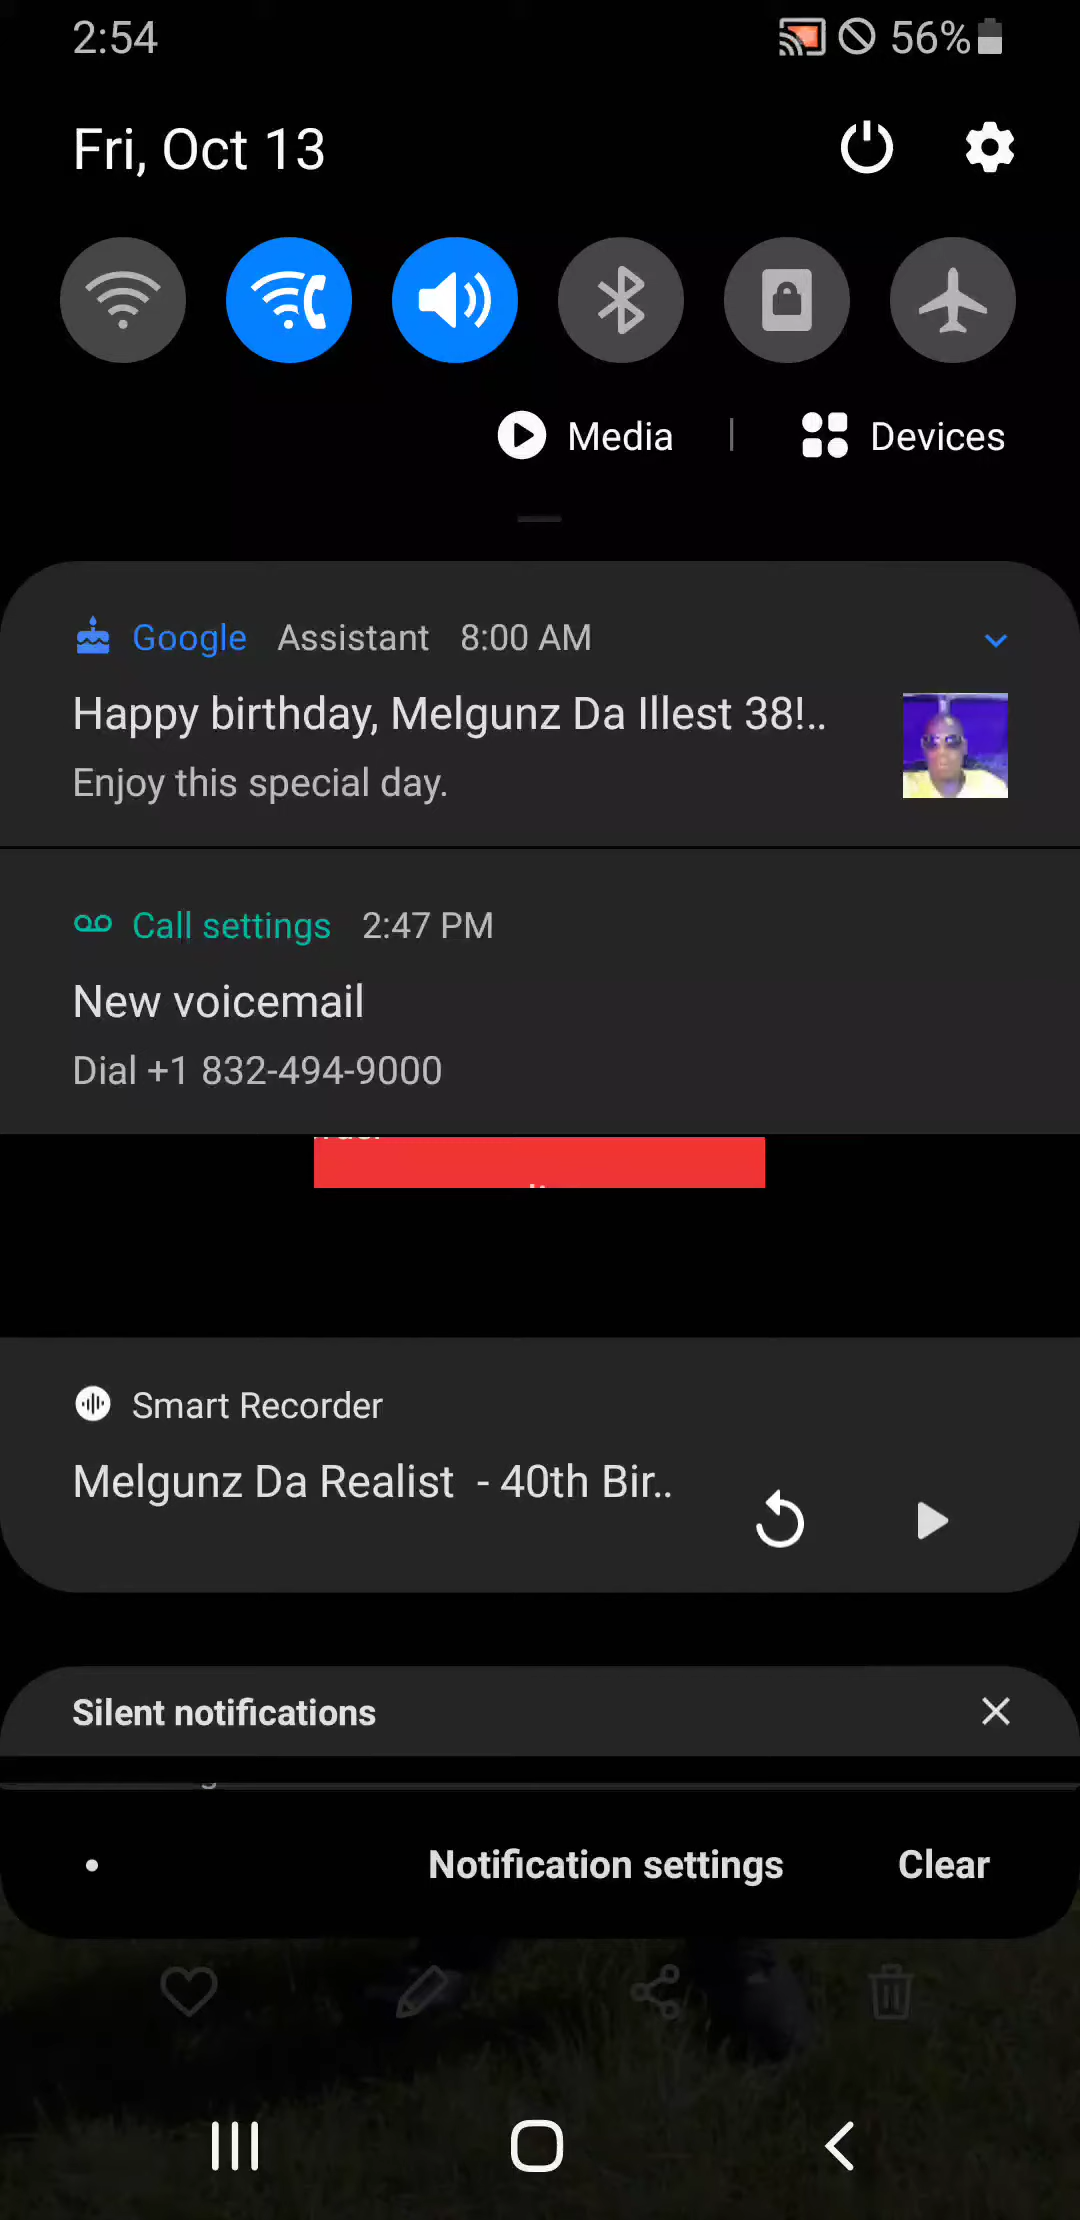 2:54
56%
Fri, Oct 13
Media | Devices
Google Assistant 8:00 AM
Happy birthday, Melgunz Da Illest 38!..
Enjoy this special day.
Call settings 2:47 PM
New voicemail
Dial +1 832-494-9000
Smart Recorder
Melgunz Da Realist - 40th Bir..
Silent notifications
Notification settings
Clear